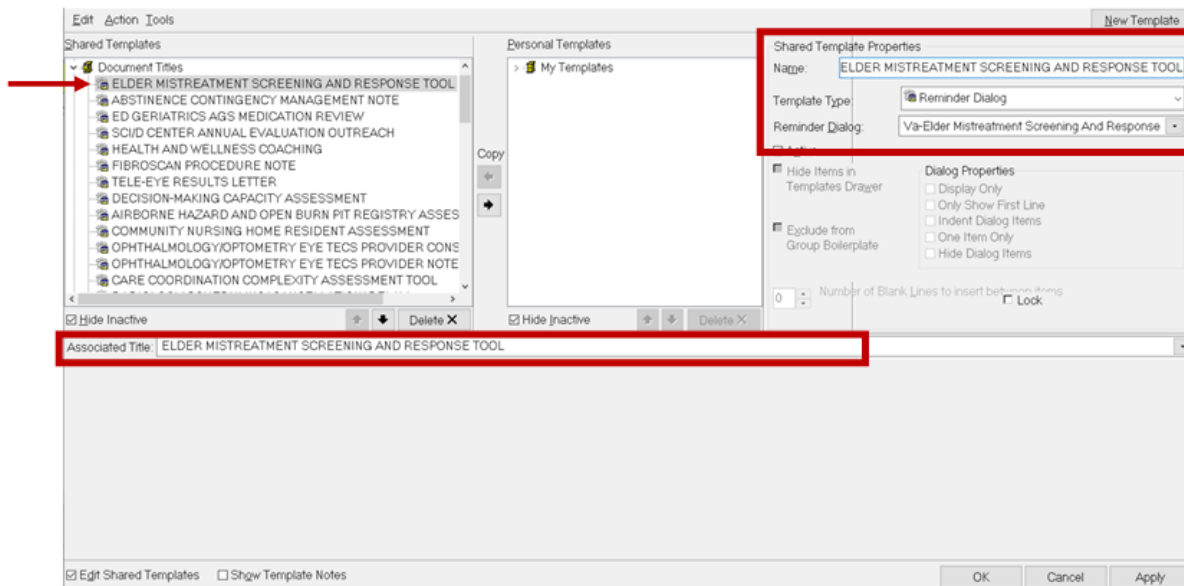 Edit Action Tools
New Template
Shared Templates
Document Titles
ELDER MISTREATMENT SCREENING AND RESPONSE TOOL
ABSTINENCE CONTINGENCY MANAGEMENT NOTE
ED GERIATRICS AGS MEDICATION REVIEW
SCI/D CENTER ANNUAL EVALUATION OUTREACH
HEALTH AND WELLNESS COACHING
FIBROSCAN PROCEDURE NOTE
TELE-EYE RESULTS LETTER
DECISION-MAKING CAPACITY ASSESSMENT
AIRBORNE HAZARD AND OPEN BURN PIT REGISTRY ASSES
COMMUNITY NURSING HOME RESIDENT ASSESSMENT
OPHTHALMOLOGY/OPTOMETRY EYE TECS PROVIDER CONS
OPHTHALMOLOGY/OPTOMETRY EYE TECS PROVIDER NOTE
CARE COORDINATION COMPLEXITY ASSESSMENT TOOL
Hide Inactive
Delete
Copy
Personal Templates
My Templates
Hide Inactive
Delete
Shared Template Properties
Name: ELDER MISTREATMENT SCREENING AND RESPONSE TOOL
Template Type: Reminder Dialog
Reminder Dialog: Va-Elder Mistreatment Screening And Response
Active
Hide Items in
Templates Drawer
Exclude from
Group Boilerplate
Dialog Properties
Display Only
Only Show First Line
Indent Dialog Items
One Item Only
Hide Dialog Items
0 Number of Blank Lines to insert between items
Lock
Associated Title: ELDER MISTREATMENT SCREENING AND RESPONSE TOOL
Edit Shared Templates Show Template Notes
OK Cancel Apply